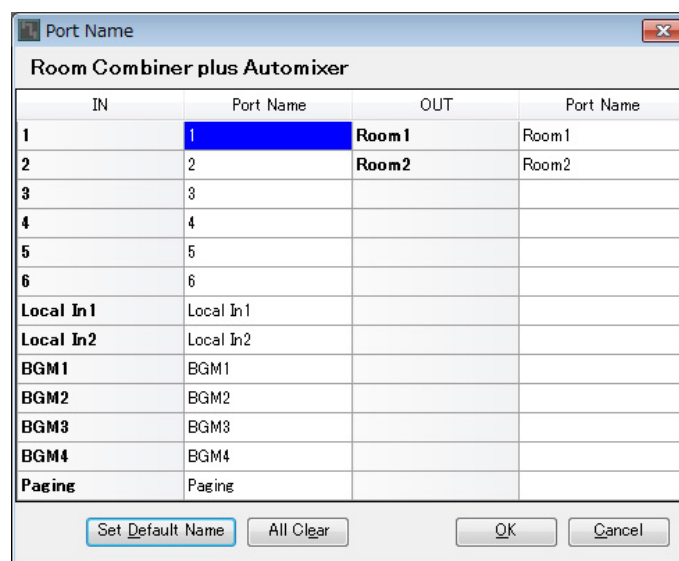 Port Name
Room Combiner plus Automixer
IN Port Name OUT Port Name
1 1 Room1 Room1
2 2 Room2 Room2
3 3
4 4
5 5
6 6
Local In1 Local In1
Local In2 Local In2
BGM1 BGM1
BGM2 BGM2
BGM3 BGM3
BGM4 BGM4
Paging Paging
Set Default Name All Clear OK Cancel